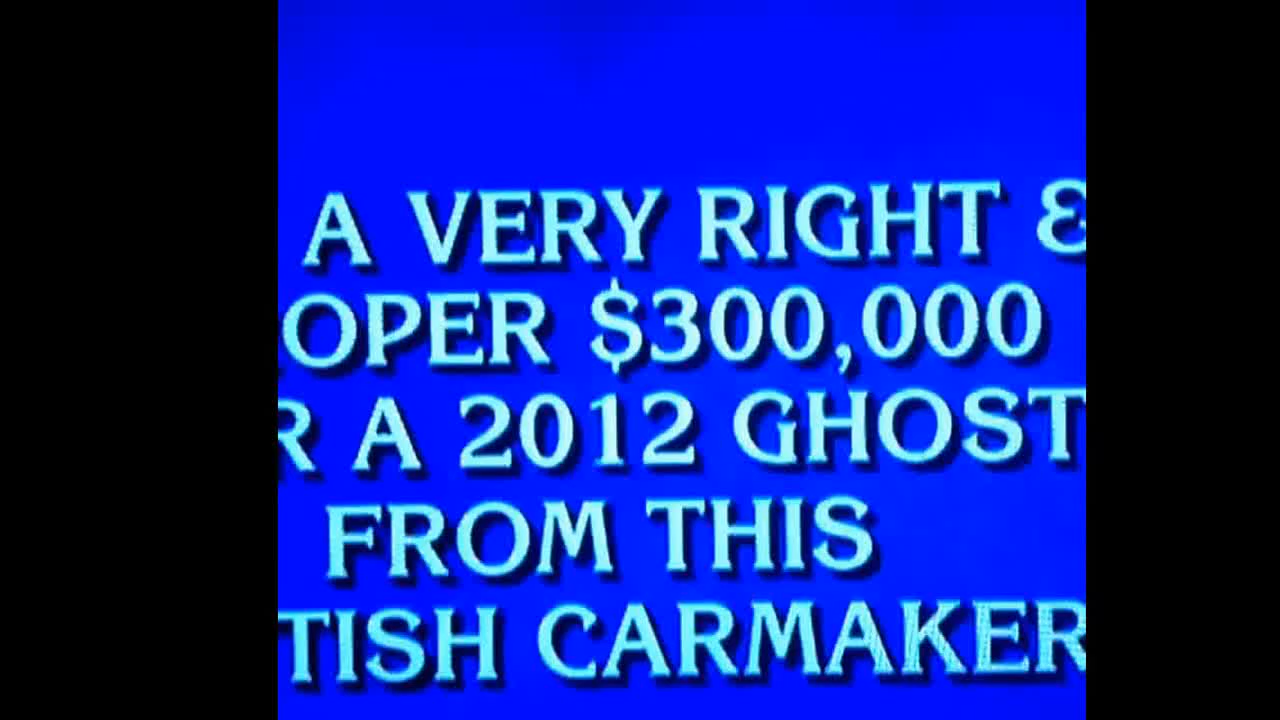 A VERY RIGHT &
OPER $300,000
R A 2012 GHOST
FROM THIS
TISH CARMAKER